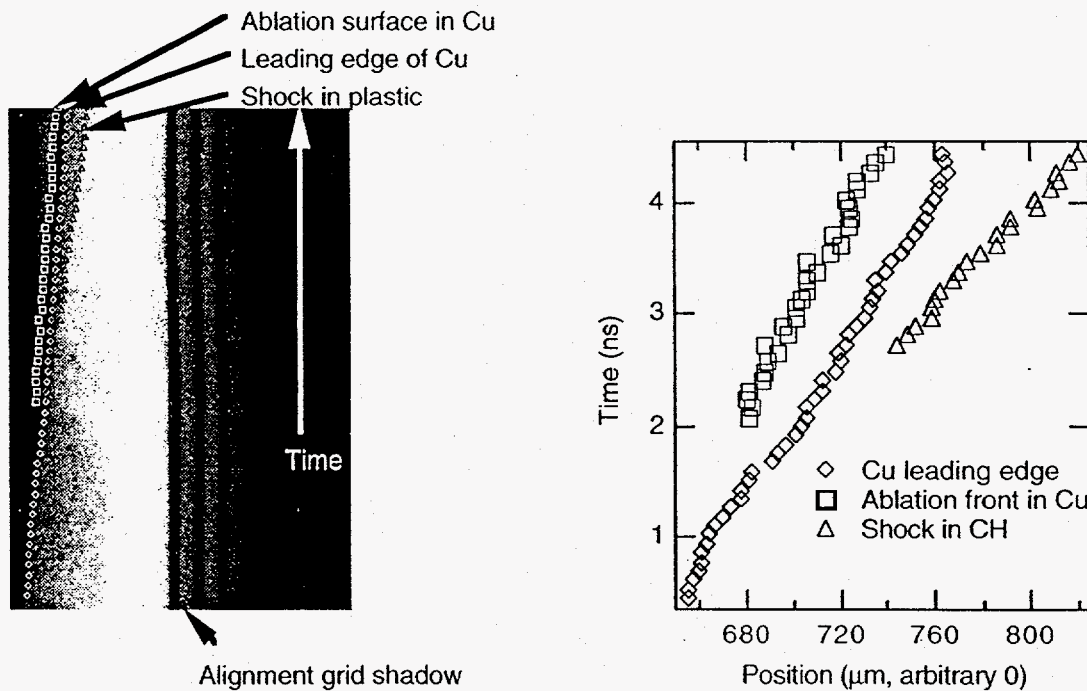 Ablation surface in Cu
Leading edge of Cu
Shock in plastic
Time
Alignment grid shadow
Time (ns)
4
3
2
1
Cu leading edge
Ablation front in Cu
Shock in CH
680 720 760 800
Position (μm, arbitrary 0)